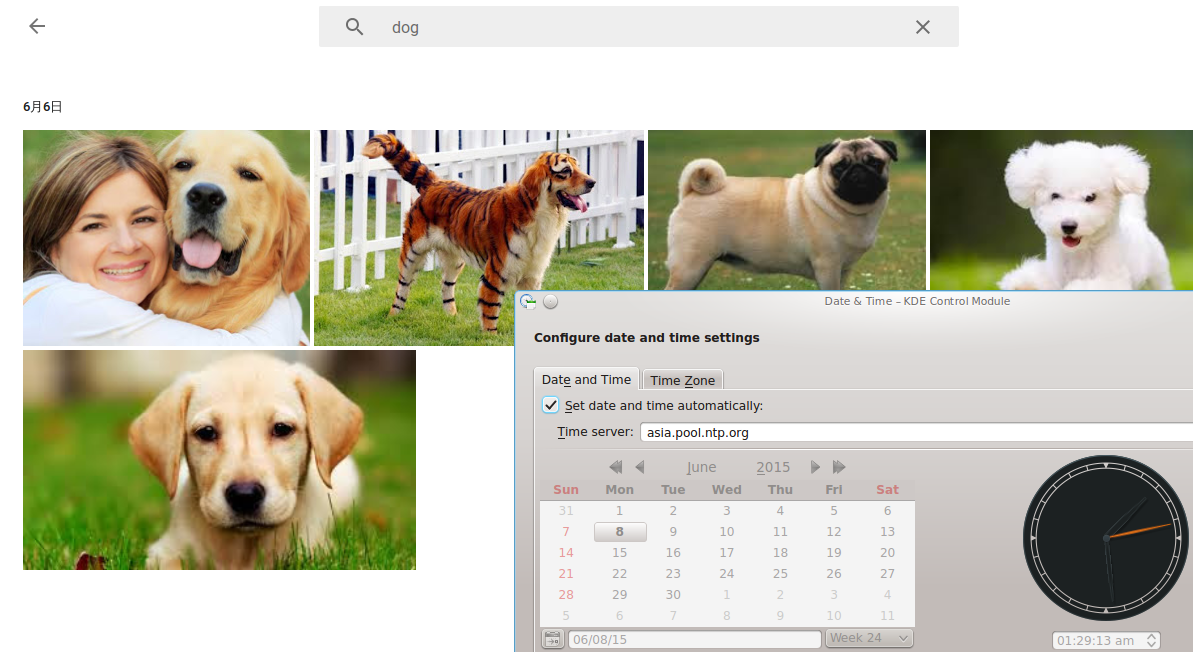 dog
6月6日
Date & Time – KDE Control Module
Configure date and time settings
Date and Time Time Zone
Set date and time automatically:
Time server: asia.pool.ntp.org
June 2015
Sun Mon Tue Wed Thu Fri Sat
31 1 2 3 4 5 6
7 8 9 10 11 12 13
14 15 16 17 18 19 20
21 22 23 24 25 26 27
28 29 30 1 2 3 4
5 6 7 8 9 10 11
06/08/15 Week 24 01:29:13 am